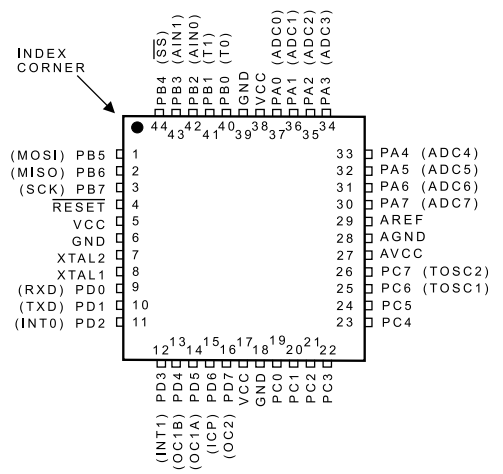 INDEX
CORNER
PB4 (SS)
PB3 (AIN1)
PB2 (AIN0)
PB1 (T1)
PB0 (T0)
GND
VCC
PA0 (ADC0)
PA1 (ADC1)
PA2 (ADC2)
PA3 (ADC3)
44 42 40 38 36 34
43 41 39 37 35
(MOSI) PB5 1
(MISO) PB6 2
(SCK) PB7 3
RESET 4
VCC 5
GND 6
XTAL2 7
XTAL1 8
(RXD) PD0 9
(TXD) PD1 10
(INT0) PD2 11
33 PA4 (ADC4)
32 PA5 (ADC5)
31 PA6 (ADC6)
30 PA7 (ADC7)
29 AREF
28 AGND
27 AVCC
26 PC7 (TOSC2)
25 PC6 (TOSC1)
24 PC5
23 PC4
13 15 17 19 21
12 14 16 18 20 22
(INT1) PD3
(OC1B) PD4
(OC1A) PD5
(ICP) PD6
(OC2) PD7
VCC
GND
PC0
PC1
PC2
PC3